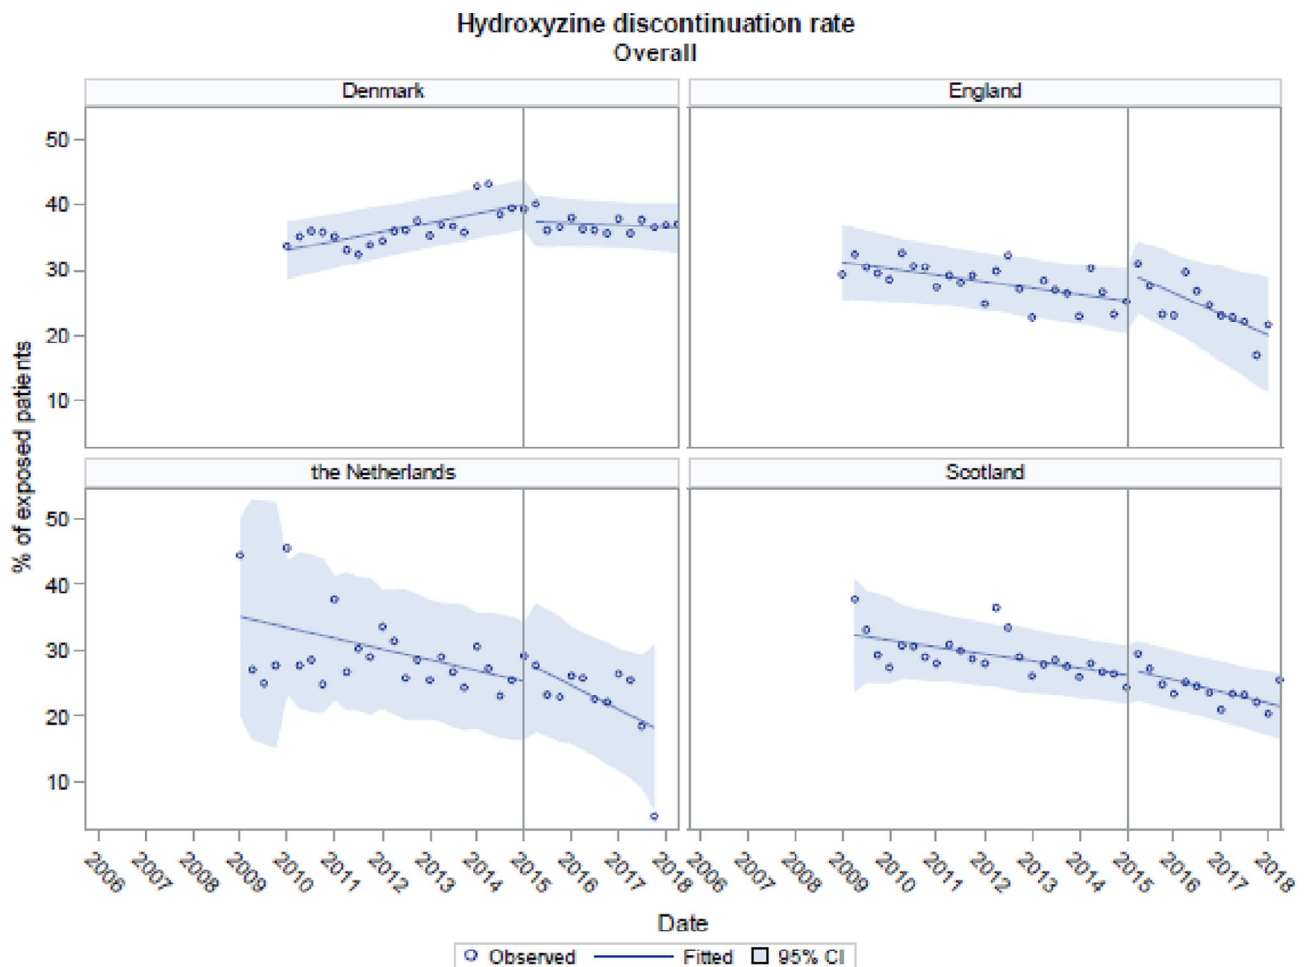 Hydroxyzine discontinuation rate
Overall
Denmark
England
50
40
30
20
10
% of exposed patients
the Netherlands
Scotland
50
40
30
20
10
2006 2007 2008 2009 2010 2011 2012 2013 2014 2015 2016 2017 2018 2006 2007 2008 2009 2010 2011 2012 2013 2014 2015 2016 2017 2018
Date
Observed Fitted 95% CI